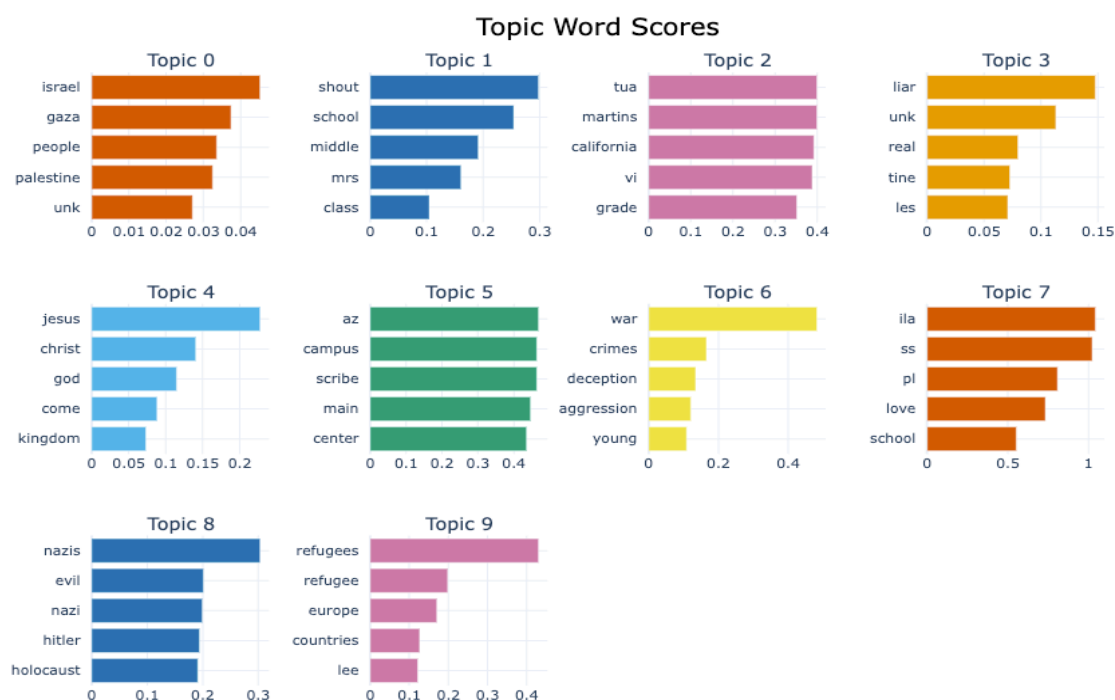 Topic Word Scores
Topic 0
israel
gaza
people
palestine
unk
0 0.01 0.02 0.03 0.04
Topic 1
shout
school
middle
mrs
class
0 0.1 0.2 0.3
Topic 2
tua
martins
california
vi
grade
0 0.1 0.2 0.3 0.4
Topic 3
liar
unk
real
tine
les
0 0.05 0.1 0.15
Topic 4
jesus
christ
god
come
kingdom
0 0.05 0.1 0.15 0.2
Topic 5
az
campus
scribe
main
center
0 0.1 0.2 0.3 0.4
Topic 6
war
crimes
deception
aggression
young
0 0.2 0.4
Topic 7
ila
ss
pl
love
school
0 0.5 1
Topic 8
nazis
evil
nazi
hitler
holocaust
0 0.1 0.2 0.3
Topic 9
refugees
refugee
europe
countries
lee
0 0.1 0.2 0.3 0.4